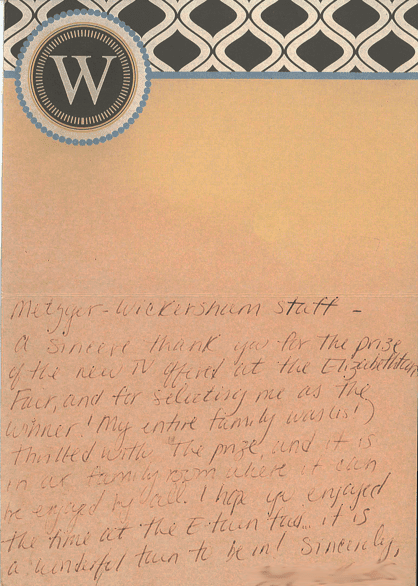 W
Metzger-Wickersham Staff -
A sincere thank you for the prize
of the new TV offered at the Elizabethtown
Fair, and for selecting me as the
winner! My entire family was (is!)
thrilled with the prize, and it is
in our family room where it can
be enjoyed by all. I hope you enjoyed
the time at the E-town fair... it is
a wonderful town to be in! Sincerely,